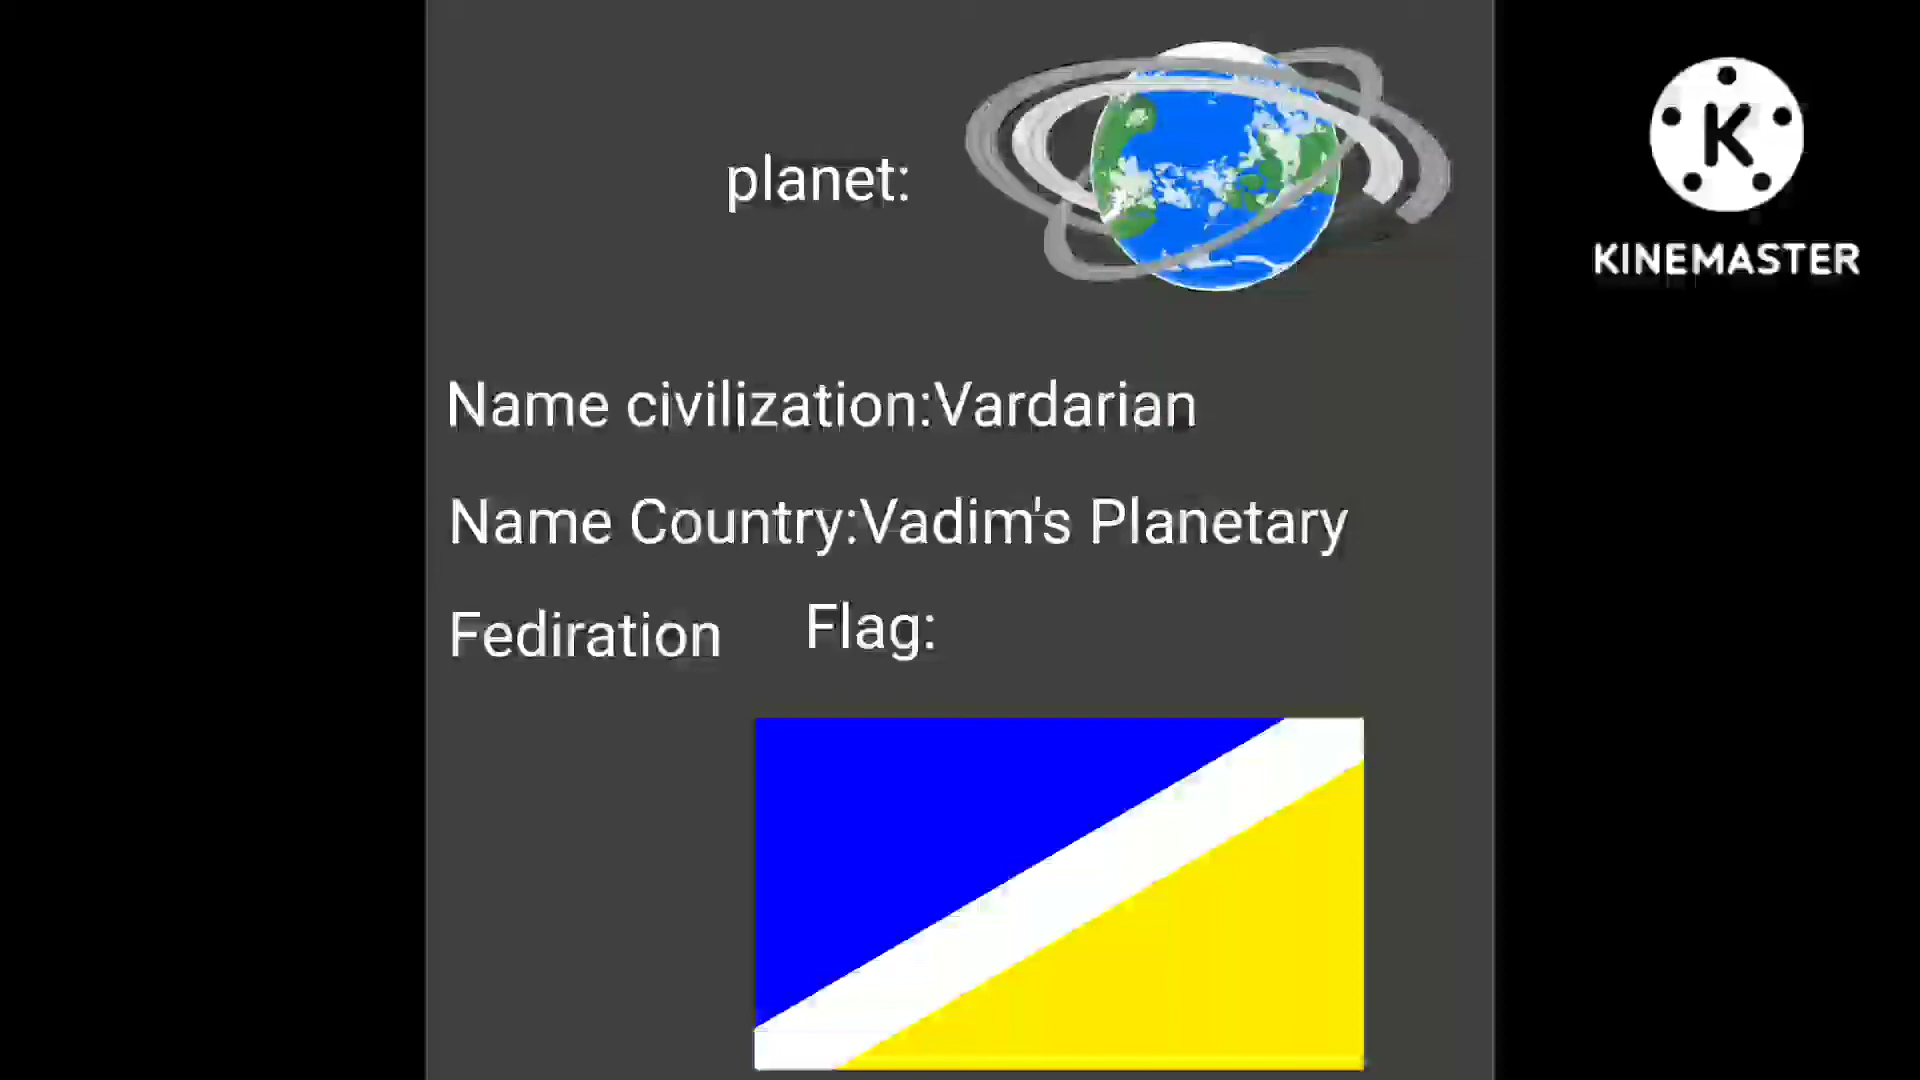 planet:
K
KINEMASTER
Name civilization:Vardarian
Name Country:Vadim's Planetary
Fediration
Flag: